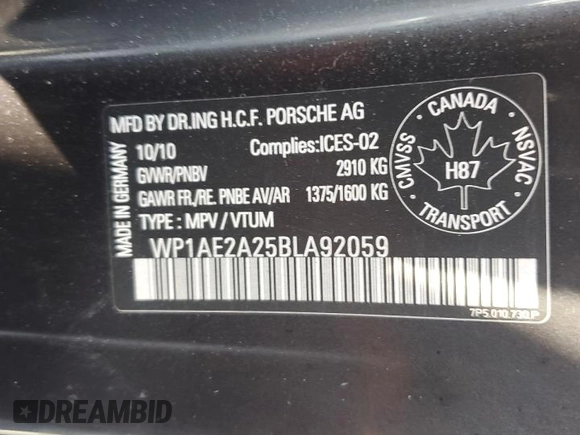 MFD BY DR.ING H.C.F. PORSCHE AG
10/10 Complies:ICES-02
GVWR/PNBV 2910 KG
GAWR FR./RE. PNBE AV/AR 1375/1600 KG
TYPE : MPV / VTUM
WP1AE2A25BLA92059
MADE IN GERMANY
CANADA
CMVSS
NSVAC
H87
TRANSPORT
7P5.010.730.P
DREAMBID